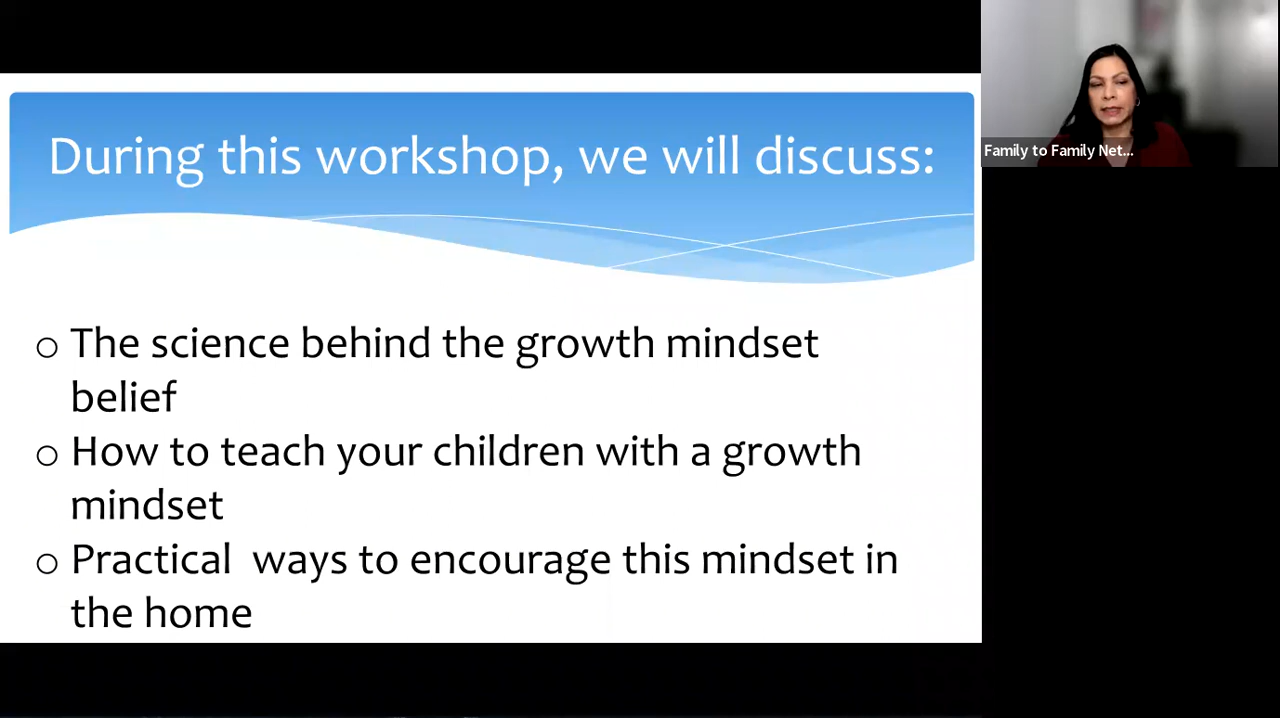 During this workshop, we will discuss:
Family to Family Net...
o The science behind the growth mindset
belief
o How to teach your children with a growth
mindset
o Practical  ways to encourage this mindset in
the home